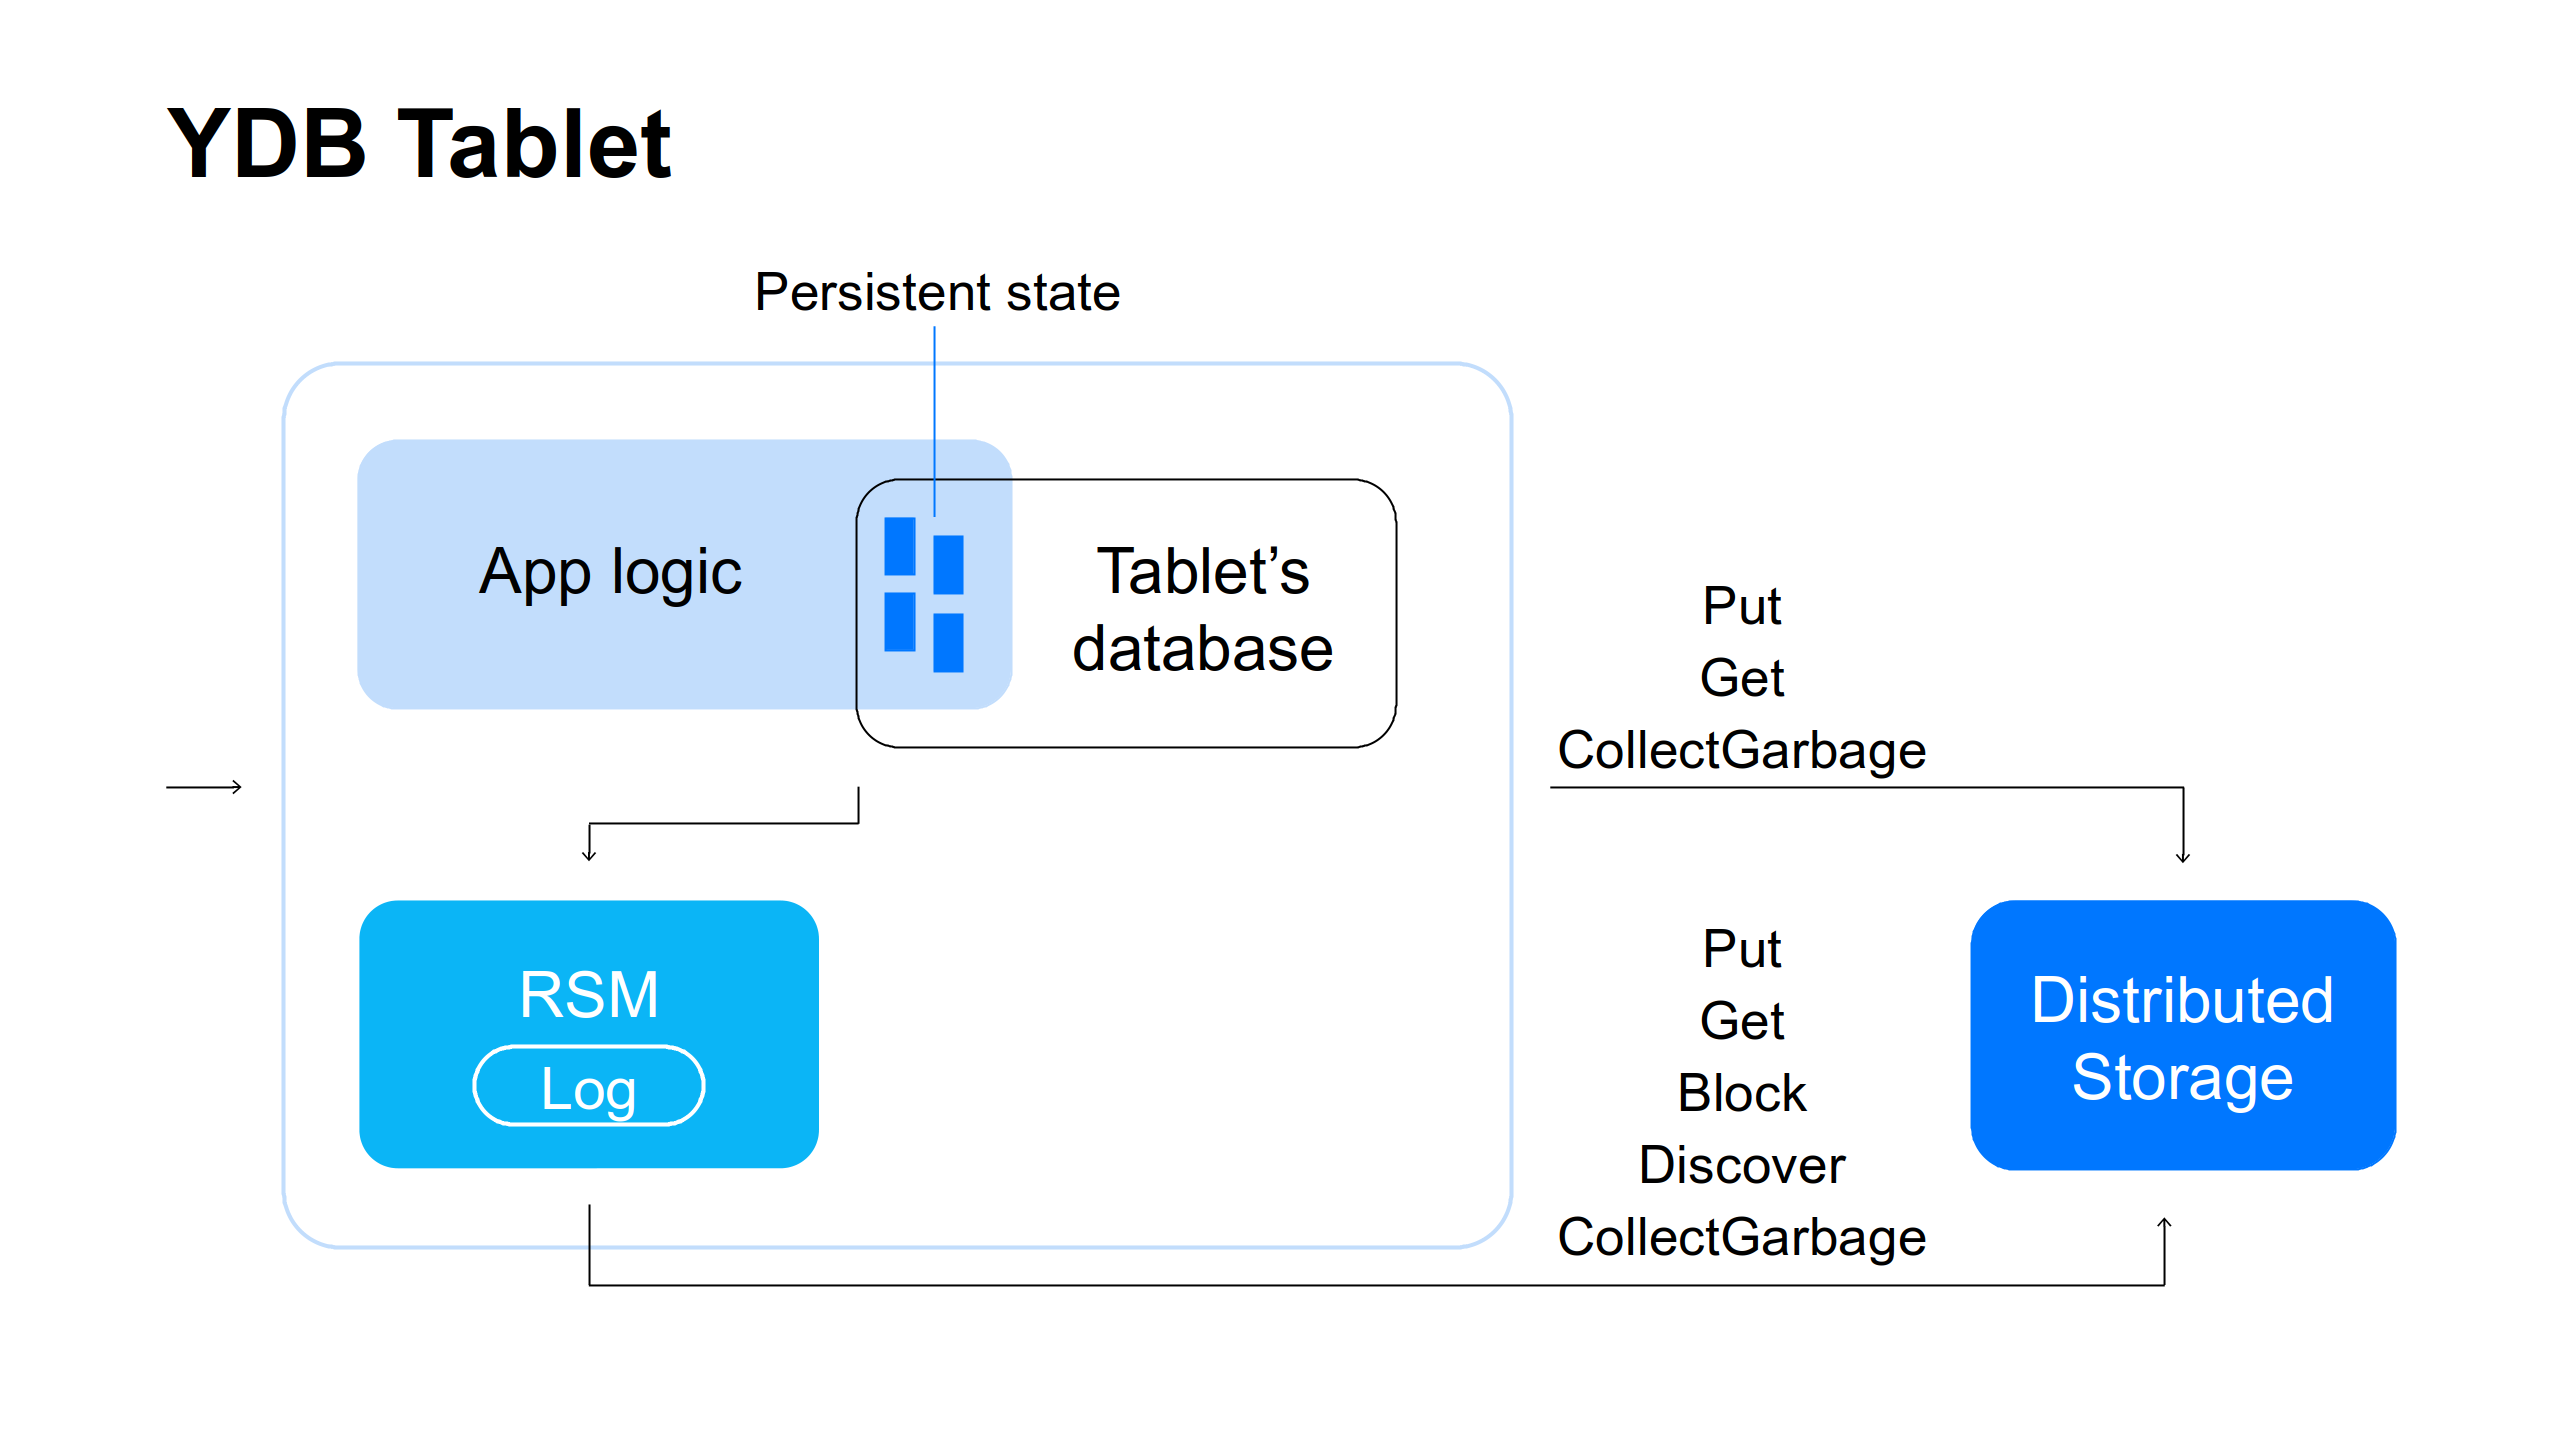 YDB Tablet
Persistent state
App logic
Tablet’s
database
Put
Get
CollectGarbage
RSM
Log
Put
Get
Block
Discover
CollectGarbage
Distributed
Storage